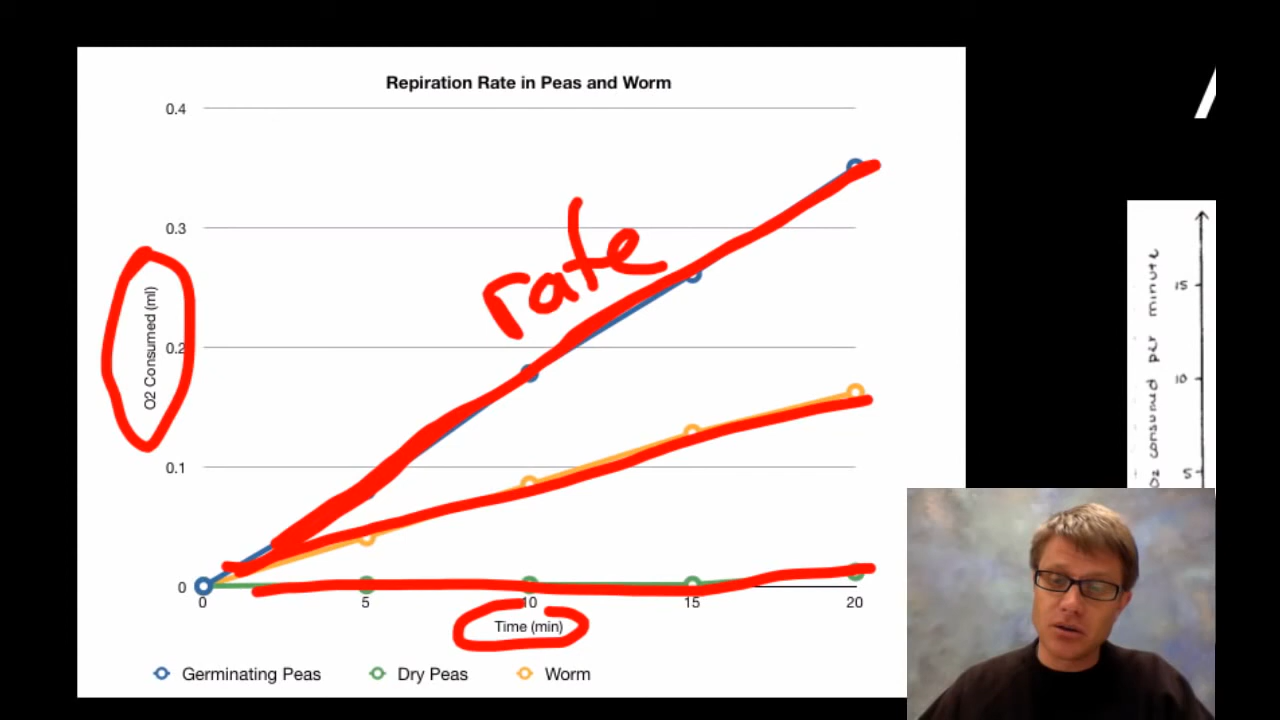 Repiration Rate in Peas and Worm
0.4
0.3
0.2
0.1
0
O2 Consumed (ml)
rate
0 5 10 15 20
Time (min)
Germinating Peas Dry Peas Worm
O2 consumed per minute
15
10
5